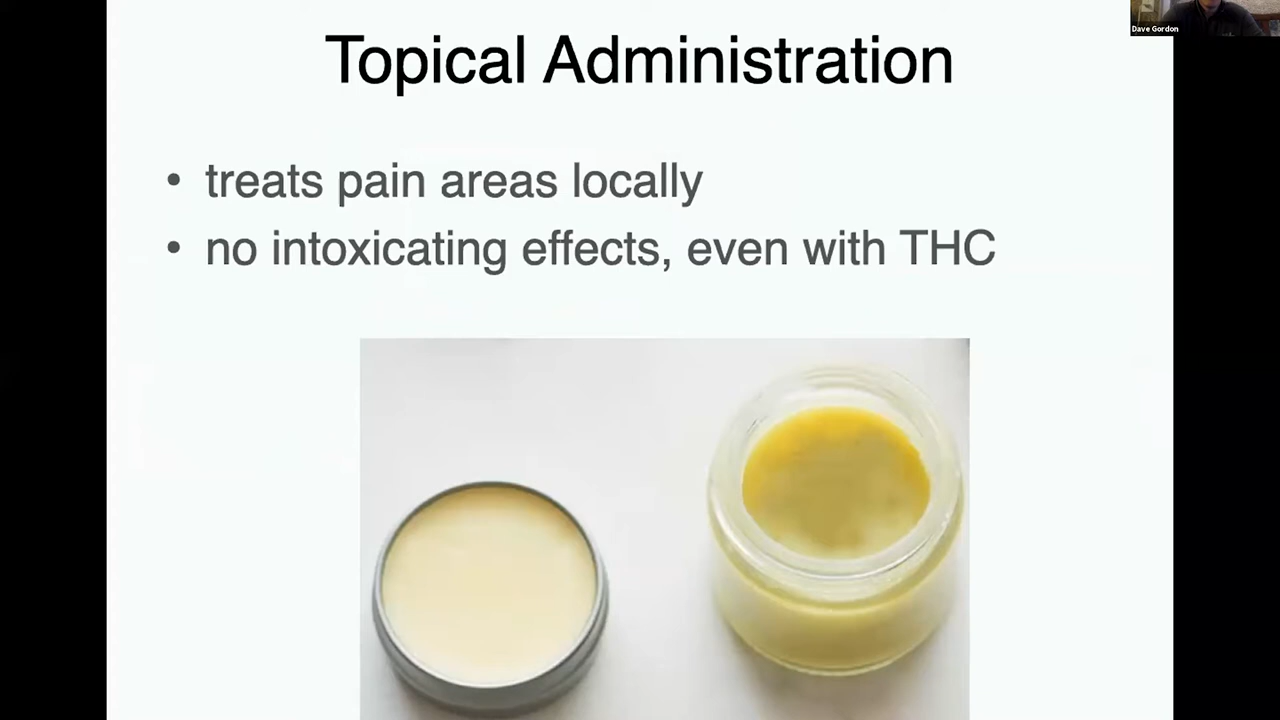 Dave Gordon
Topical Administration
• treats pain areas locally
• no intoxicating effects, even with THC